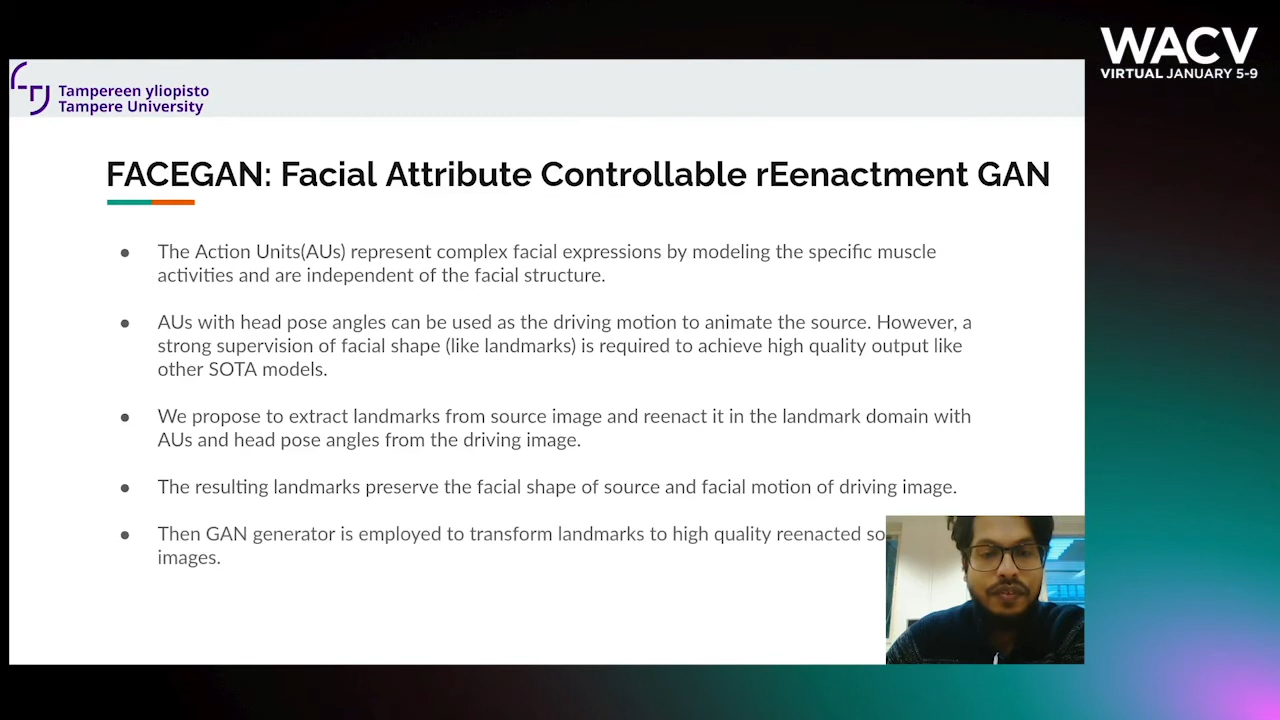 WACV
VIRTUAL JANUARY 5-9
Tampereen yliopisto
Tampere University
FACEGAN: Facial Attribute Controllable rEenactment GAN
● The Action Units(AUs) represent complex facial expressions by modeling the specific muscle
activities and are independent of the facial structure.
● AUs with head pose angles can be used as the driving motion to animate the source. However, a
strong supervision of facial shape (like landmarks) is required to achieve high quality output like
other SOTA models.
● We propose to extract landmarks from source image and reenact it in the landmark domain with
AUs and head pose angles from the driving image.
● The resulting landmarks preserve the facial shape of source and facial motion of driving image.
● Then GAN generator is employed to transform landmarks to high quality reenacted
images.